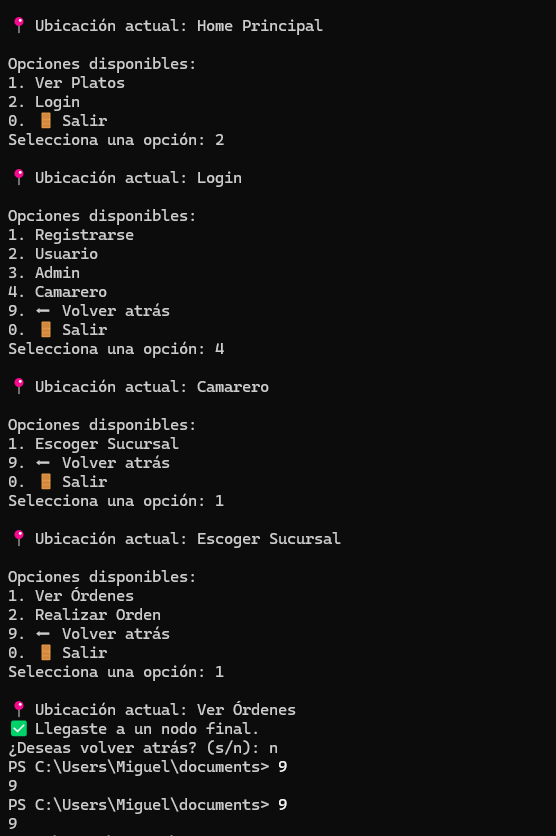 📍 Ubicación actual: Home Principal
Opciones disponibles:
1. Ver Platos
2. Login
0. 🚪 Salir
Selecciona una opción: 2
📍 Ubicación actual: Login
Opciones disponibles:
1. Registrarse
2. Usuario
3. Admin
4. Camarero
9. ⬅ Volver atrás
0. 🚪 Salir
Selecciona una opción: 4
📍 Ubicación actual: Camarero
Opciones disponibles:
1. Escoger Sucursal
9. ⬅ Volver atrás
0. 🚪 Salir
Selecciona una opción: 1
📍 Ubicación actual: Escoger Sucursal
Opciones disponibles:
1. Ver Órdenes
2. Realizar Orden
9. ⬅ Volver atrás
0. 🚪 Salir
Selecciona una opción: 1
📍 Ubicación actual: Ver Órdenes
✅ Llegaste a un nodo final.
¿Deseas volver atrás? (s/n): n
PS C:\Users\Miguel\documents> 9
9
PS C:\Users\Miguel\documents> 9
9